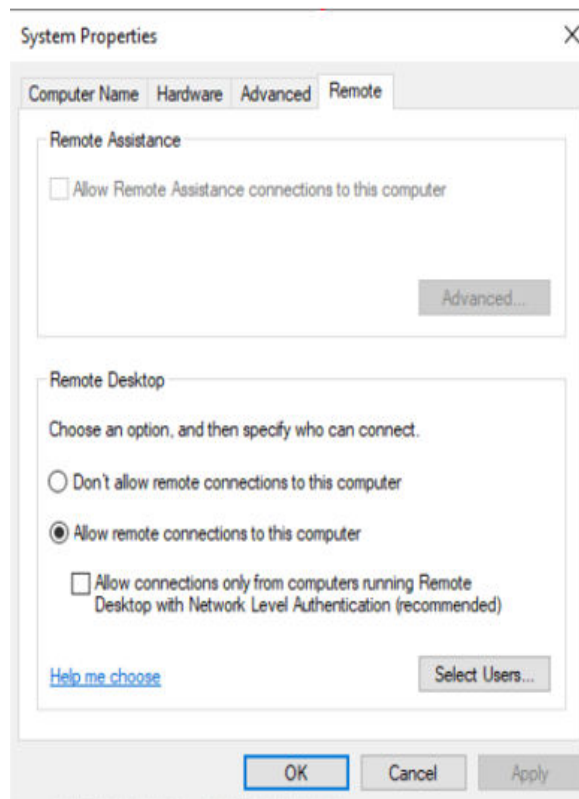 System Properties
Computer Name Hardware Advanced Remote
Remote Assistance
Allow Remote Assistance connections to this computer
Advanced...
Remote Desktop
Choose an option, and then specify who can connect.
Don't allow remote connections to this computer
Allow remote connections to this computer
Allow connections only from computers running Remote
Desktop with Network Level Authentication (recommended)
Help me choose Select Users...
OK Cancel Apply